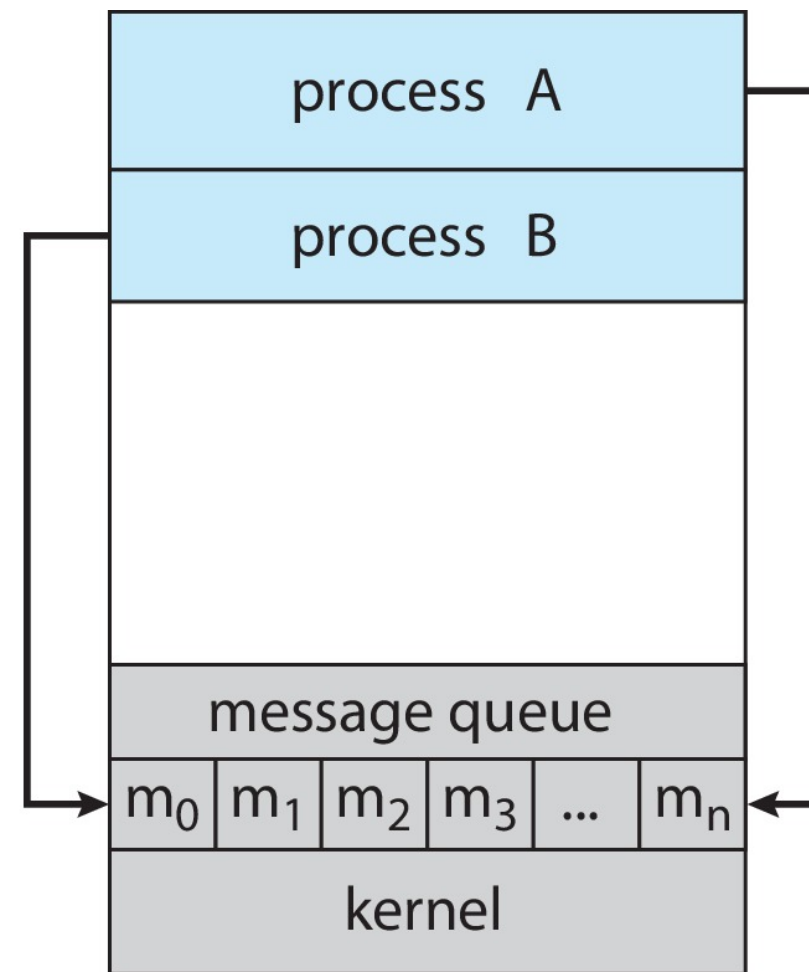 process A
process B
message queue
m₀ m₁ m₂ m₃ ... mₙ
kernel